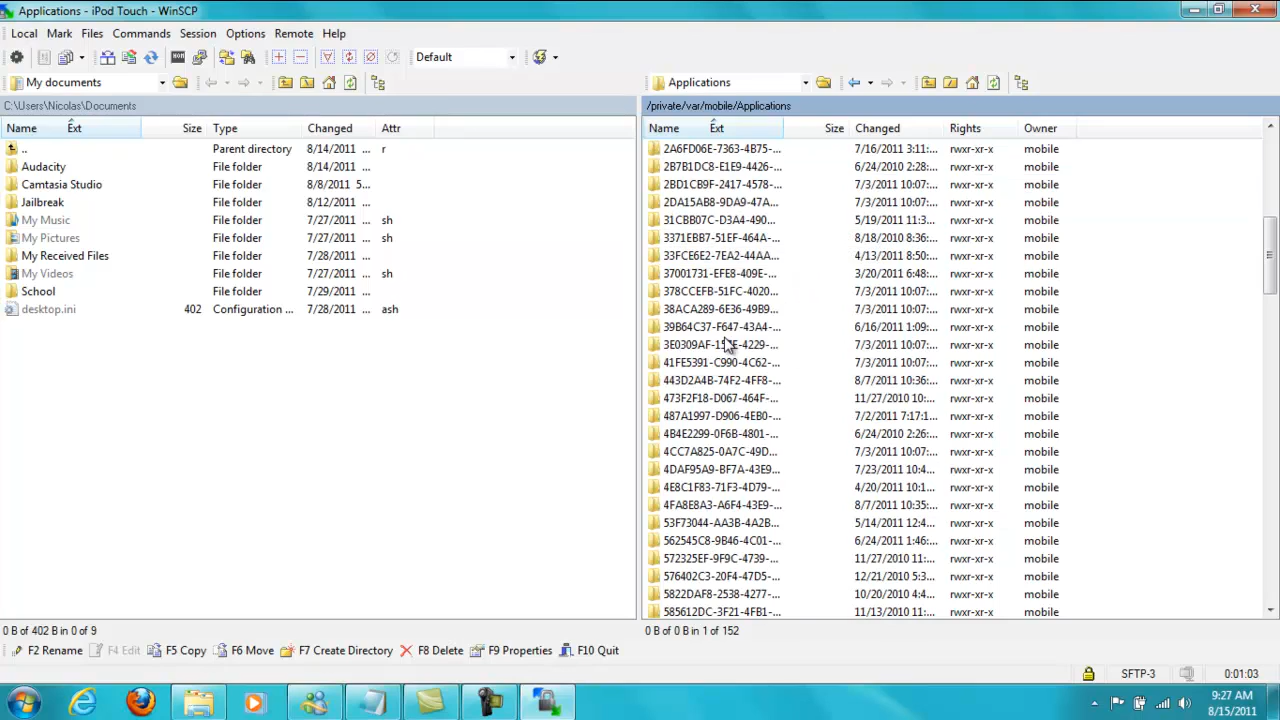 Applications - iPod Touch - WinSCP
Local Mark Files Commands Session Options Remote Help
Default
My documents
Applications
C:\Users\Nicolas\Documents
/private/var/mobile/Applications
Name Ext Size Type Changed Attr
Name Ext Size Changed Rights Owner
.. Parent directory 8/14/2011 ... r
Audacity File folder 8/14/2011 ...
Camtasia Studio File folder 8/8/2011 5...
Jailbreak File folder 8/12/2011 ...
My Music File folder 7/27/2011 ... sh
My Pictures File folder 7/27/2011 ... sh
My Received Files File folder 7/28/2011 ...
My Videos File folder 7/27/2011 ... sh
School File folder 7/29/2011 ...
desktop.ini 402 Configuration ... 7/28/2011 ... ash
2A6FD06E-7363-4B75-... 7/16/2011 3:11:... rwxr-xr-x mobile
2B7B1DC8-E1E9-4426-... 6/24/2010 2:28:... rwxr-xr-x mobile
2BD1CB9F-2417-4578-... 7/3/2011 10:07:... rwxr-xr-x mobile
2DA15AB8-9DA9-47A... 7/3/2011 10:07:... rwxr-xr-x mobile
31CBB07C-D3A4-490... 5/19/2011 11:3... rwxr-xr-x mobile
3371EBB7-51EF-464A-... 8/18/2010 8:36:... rwxr-xr-x mobile
33FCE6E2-7EA2-44AA... 4/13/2011 8:50:... rwxr-xr-x mobile
37001731-EFE8-409E-... 3/20/2011 6:48:... rwxr-xr-x mobile
378CCEFB-51FC-4020... 7/3/2011 10:07:... rwxr-xr-x mobile
38ACA289-6E36-49B9... 7/3/2011 10:07:... rwxr-xr-x mobile
39B64C37-F647-43A4-... 6/16/2011 1:09:... rwxr-xr-x mobile
7/3/2011 10:07:... rwxr-xr-x mobile
41FE5391-C990-4C62-... 7/3/2011 10:07:... rwxr-xr-x mobile
443D2A4B-74F2-4FF8-... 8/7/2011 10:36:... rwxr-xr-x mobile
473F2F18-D067-464F-... 11/27/2010 10:... rwxr-xr-x mobile
487A1997-D906-4EB0-... 7/2/2011 7:17:1... rwxr-xr-x mobile
4B4E2299-0F6B-4801-... 6/24/2010 2:26:... rwxr-xr-x mobile
4CC7A825-0A7C-49D... 7/3/2011 10:07:... rwxr-xr-x mobile
4DAF95A9-BF7A-43E9... 7/23/2011 10:4... rwxr-xr-x mobile
4E8C1F83-71F3-4D79-... 4/20/2011 10:1... rwxr-xr-x mobile
4FA8E8A3-A6F4-43E9-... 8/7/2011 10:35:... rwxr-xr-x mobile
53F73044-AA3B-4A2B... 5/14/2011 12:4... rwxr-xr-x mobile
562545C8-9B46-4C01-... 6/24/2011 1:46:... rwxr-xr-x mobile
572325EF-9F9C-4739-... 11/27/2010 11:... rwxr-xr-x mobile
576402C3-20F4-47D5-... 12/21/2010 5:3... rwxr-xr-x mobile
5822DAF8-2538-4277-... 10/20/2010 4:4... rwxr-xr-x mobile
585612DC-3F21-4FB1-... 11/13/2010 11:... rwxr-xr-x mobile
0 B of 402 B in 0 of 9
0 B of 0 B in 1 of 152
F2 Rename F4 Edit F5 Copy F6 Move F7 Create Directory F8 Delete F9 Properties F10 Quit
SFTP-3 0:01:03
9:27 AM
8/15/2011